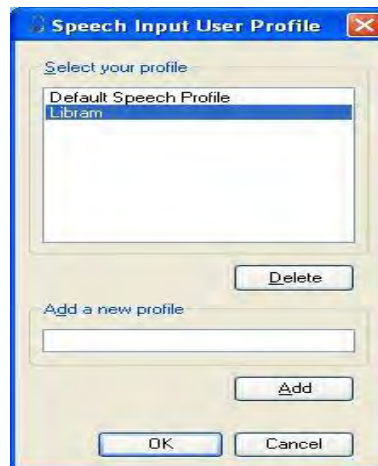 Speech Input User Profile
Select your profile
Default Speech Profile
Libram
Delete
Add a new profile
Add
OK Cancel